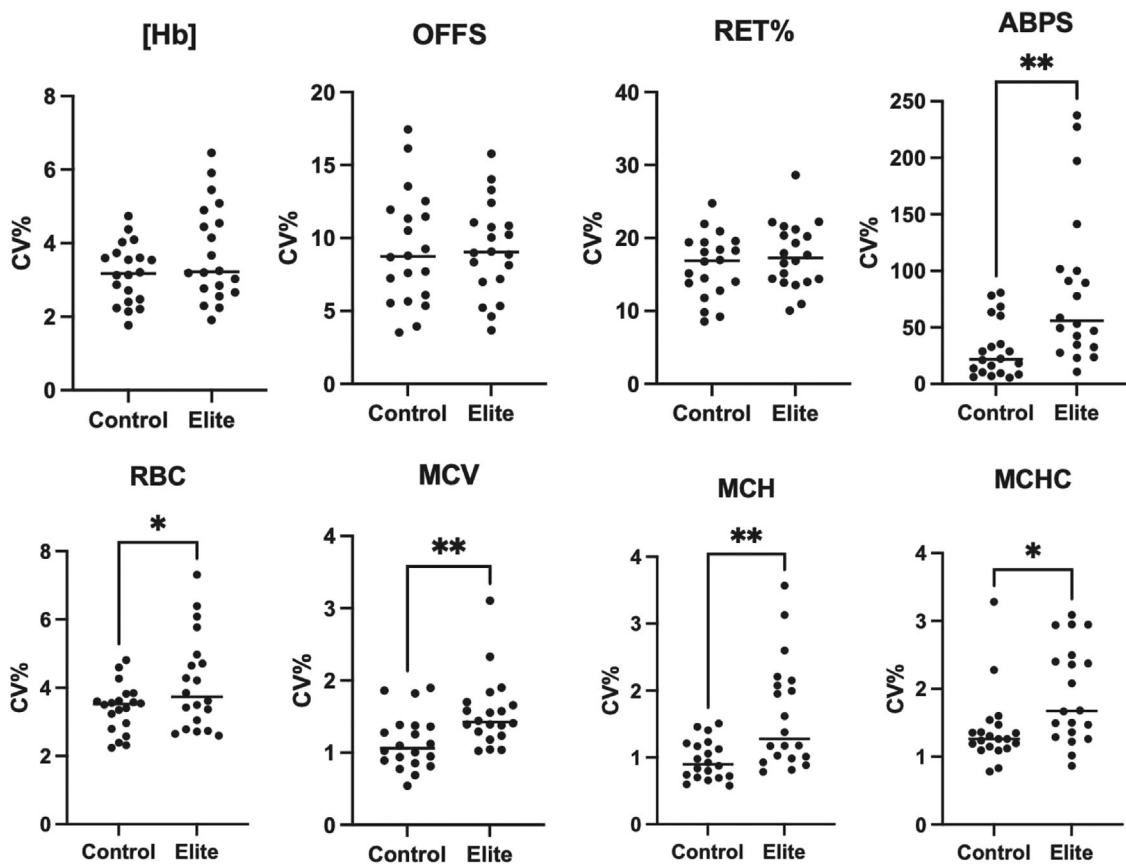 [Hb]
8
6
4
2
0
CV%
Control Elite
OFFS
20
15
10
5
0
CV%
Control Elite
RET%
40
30
20
10
0
CV%
Control Elite
ABPS
**
250
200
150
100
50
0
CV%
Control Elite
RBC
*
8
6
4
2
0
CV%
Control Elite
MCV
**
4
3
2
1
0
CV%
Control Elite
MCH
**
4
3
2
1
0
CV%
Control Elite
MCHC
*
4
3
2
1
0
CV%
Control Elite